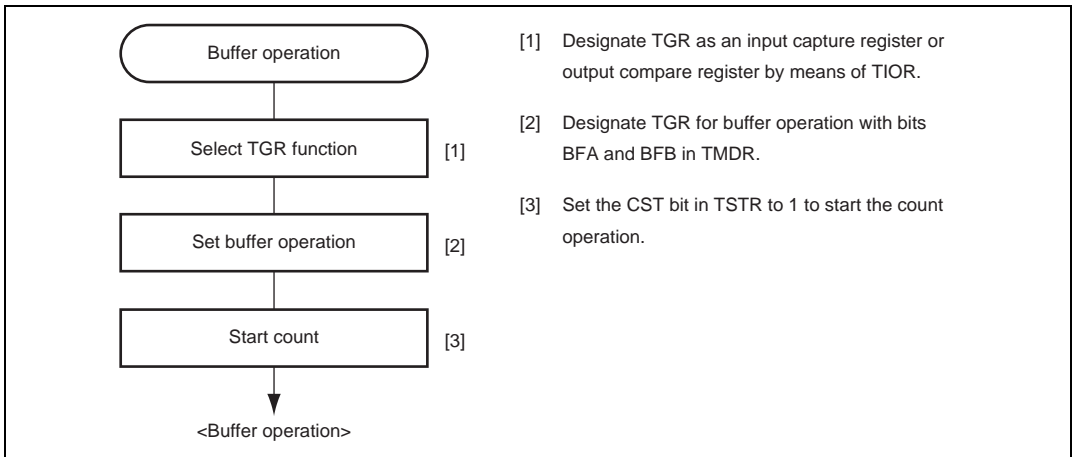 Buffer operation
Select TGR function
[1]
Set buffer operation
[2]
Start count
[3]
<Buffer operation>
[1] Designate TGR as an input capture register or
output compare register by means of TIOR.
[2] Designate TGR for buffer operation with bits
BFA and BFB in TMDR.
[3] Set the CST bit in TSTR to 1 to start the count
operation.